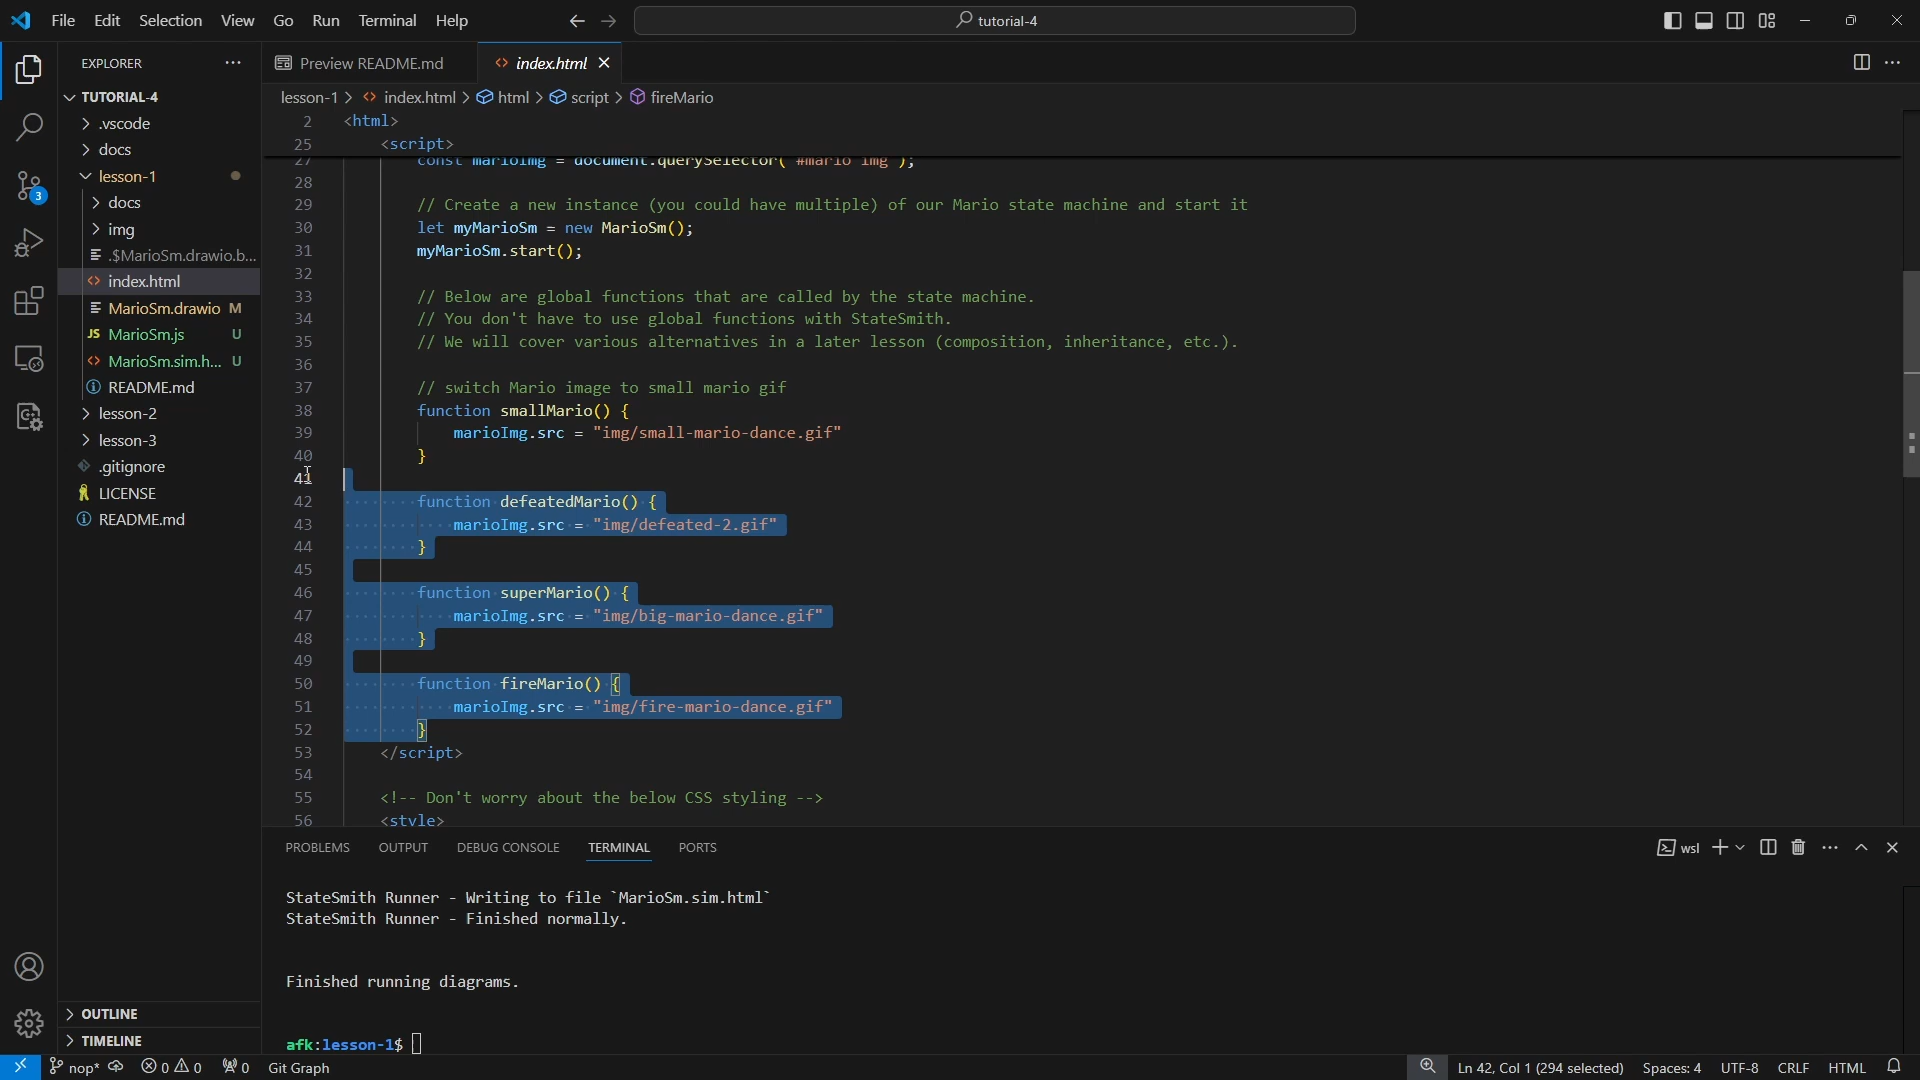 File Edit Selection View Go Run Terminal Help
tutorial-4
EXPLORER
TUTORIAL-4
.vscode
docs
lesson-1
docs
img
.$MarioSm.drawio.b...
index.html
MarioSm.drawio M
JS MarioSm.js U
MarioSm.sim.h... U
README.md
lesson-2
lesson-3
.gitignore
LICENSE
README.md
OUTLINE
TIMELINE
3
Preview README.md
index.html
lesson-1 > index.html > html > script > fireMario
2 <html>
25 <script>
27 const marioImg = document.querySelector("#mario img");
28
29 // Create a new instance (you could have multiple) of our Mario state machine and start it
30 let myMarioSm = new MarioSm();
31 myMarioSm.start();
32
33 // Below are global functions that are called by the state machine.
34 // You don't have to use global functions with StateSmith.
35 // We will cover various alternatives in a later lesson (composition, inheritance, etc.).
36
37 // switch Mario image to small mario gif
38 function smallMario() {
39 marioImg.src = "img/small-mario-dance.gif"
40 }
41
42 function defeatedMario() {
43 marioImg.src = "img/defeated-2.gif"
44 }
45
46 function superMario() {
47 marioImg.src = "img/big-mario-dance.gif"
48 }
49
50 function fireMario() {
51 marioImg.src = "img/fire-mario-dance.gif"
52 }
53 </script>
54
55 <!-- Don't worry about the below CSS styling -->
56 <style>
PROBLEMS OUTPUT DEBUG CONSOLE TERMINAL PORTS
wsl
StateSmith Runner - Writing to file `MarioSm.sim.html`
StateSmith Runner - Finished normally.
Finished running diagrams.
afk:lesson-1$
nop* 0 0 0 Git Graph
Ln 42, Col 1 (294 selected) Spaces: 4 UTF-8 CRLF HTML